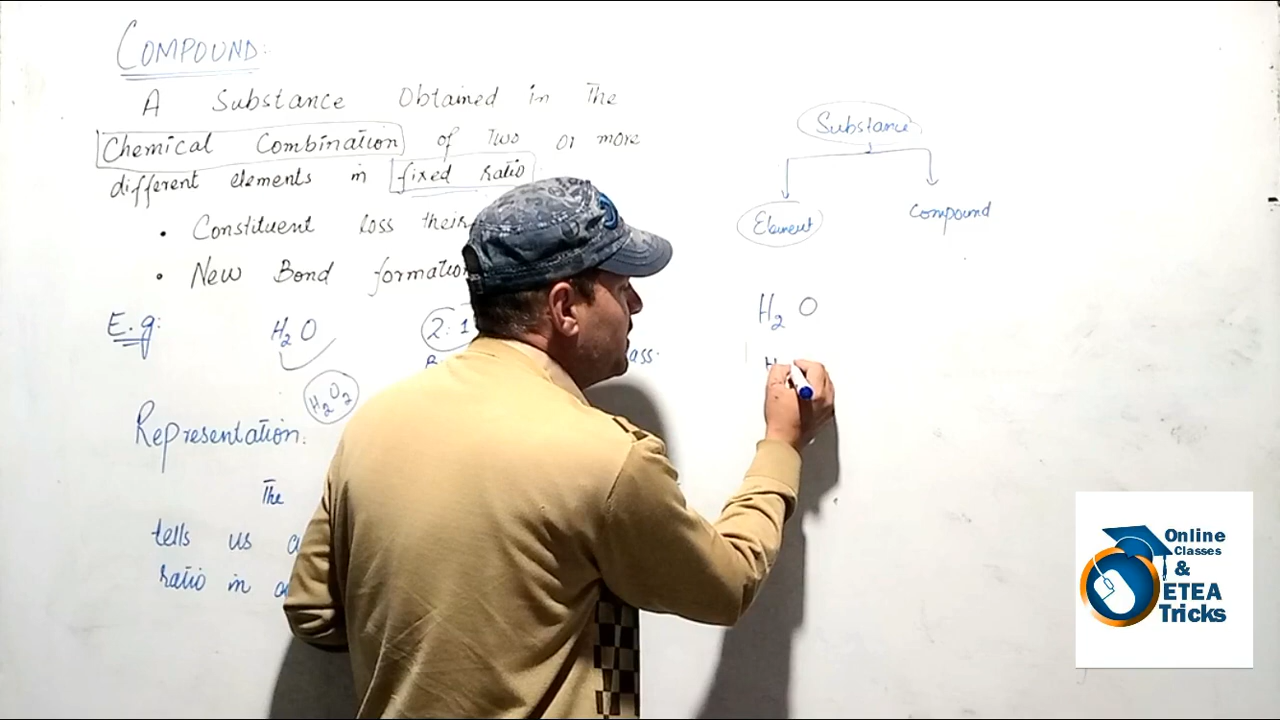 COMPOUND:
A Substance Obtained in The
Chemical Combination of Two or more
different elements in fixed ratio
• Constituent loss their
• New Bond formation
E.g: H2O 2:1
ass.
H2O2
Representation:
The
tells us
ratio in
Substance
Element Compound
H2O
H
Online
Classes
&
ETEA
Tricks